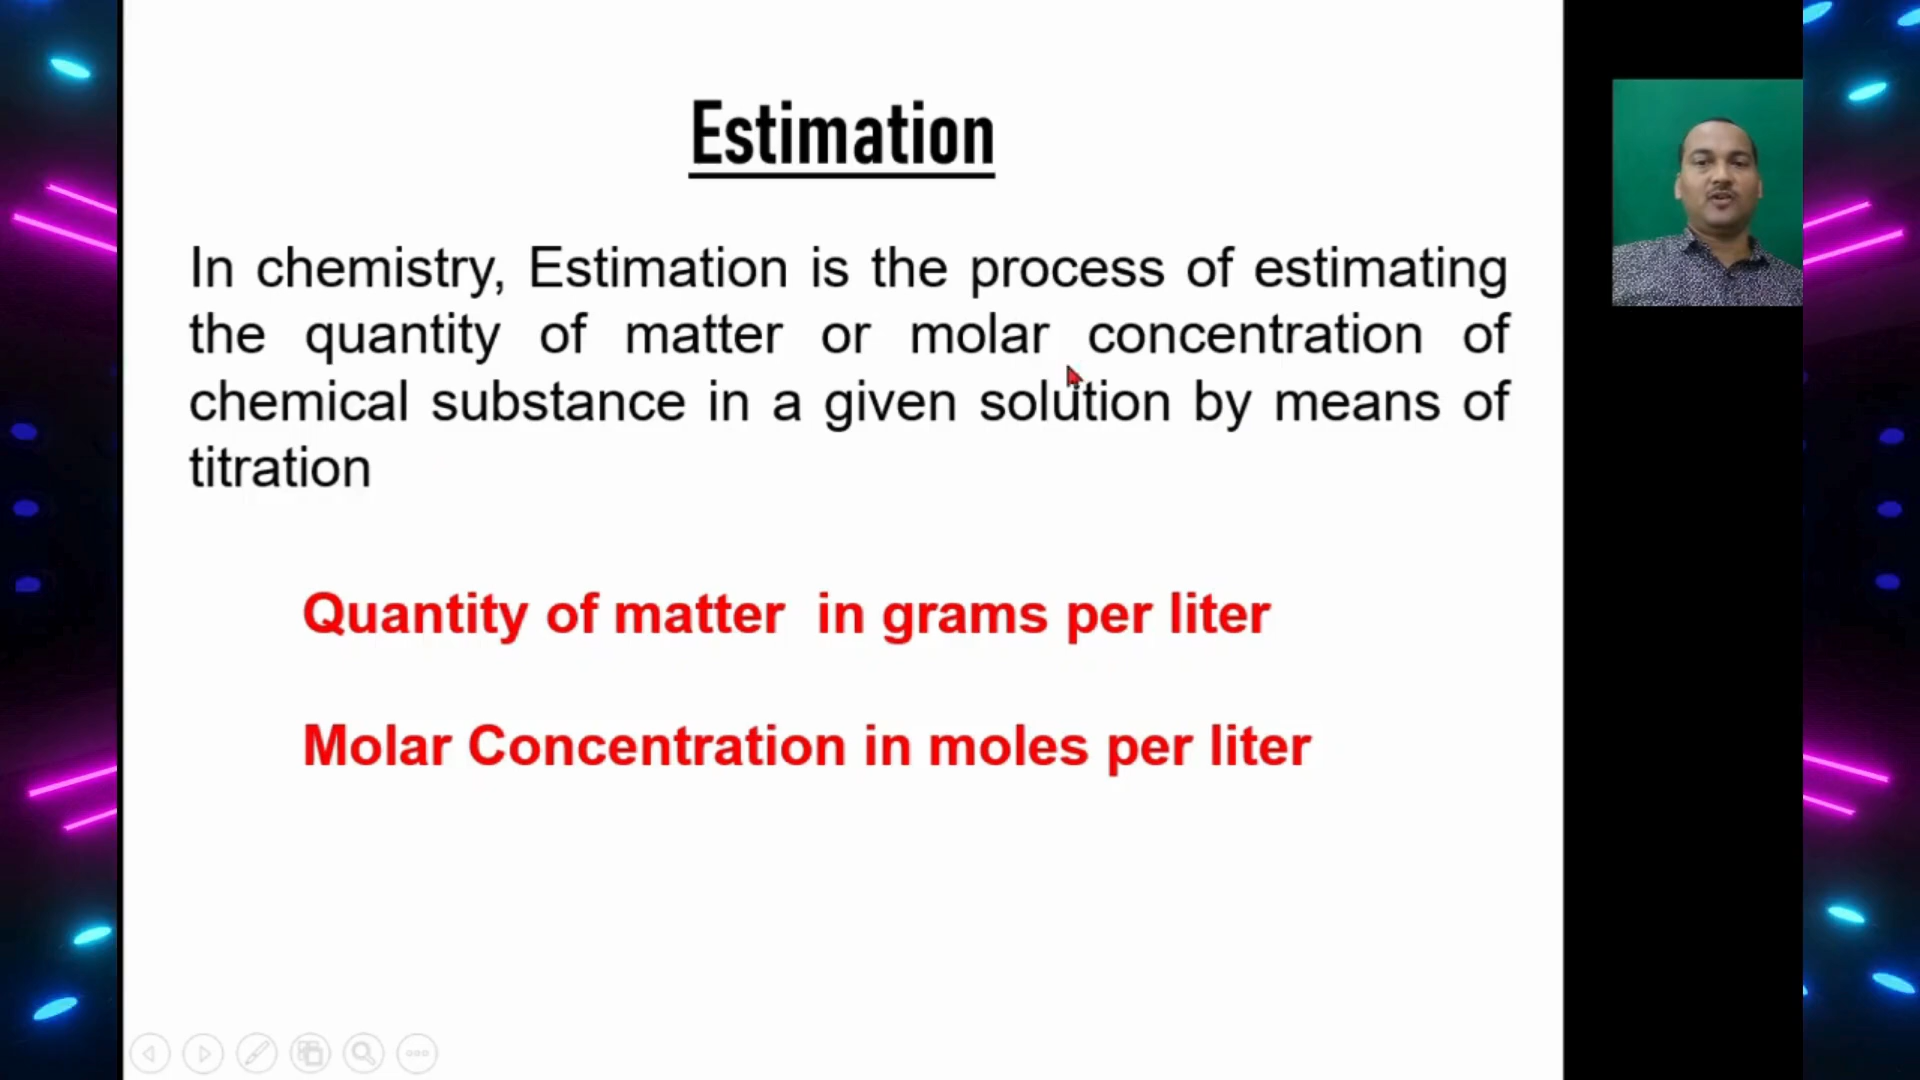 Estimation
In chemistry, Estimation is the process of estimating
the quantity of matter or molar concentration of
chemical substance in a given solution by means of
titration
Quantity of matter in grams per liter
Molar Concentration in moles per liter